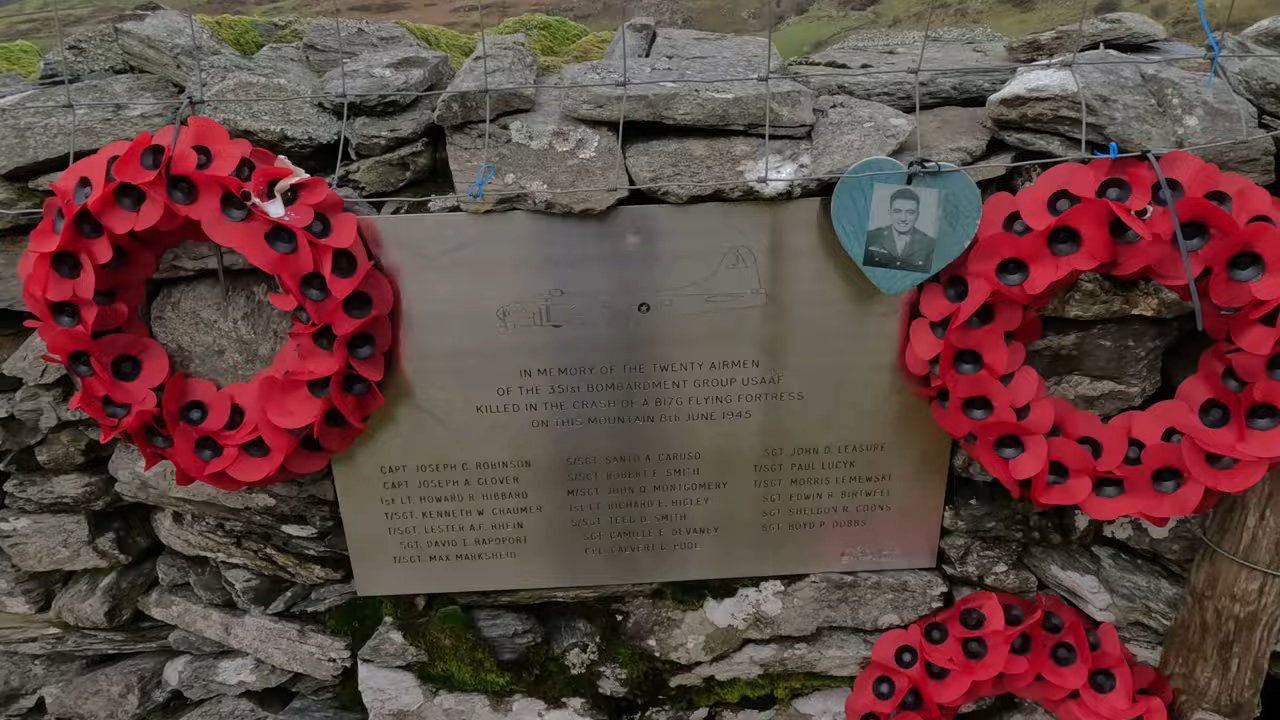 IN MEMORY OF THE TWENTY AIRMEN
OF THE 351st BOMBARDMENT GROUP USAAF
KILLED IN THE CRASH OF A B17G FLYING FORTRESS
ON THIS MOUNTAIN 8th JUNE 1945
CAPT JOSEPH C. ROBINSON
CAPT JOSEPH A GLOVER
1st LT. HOWARD R HIBBARD
T/SGT. KENNETH W CRAUMER
T/SGT. LESTER A.F. RHEIN
SGT. DAVID I. RAPOPORT
T/SGT. MAX MARKSHEID
S/SGT SANTO A CARUSO
S/SGT ROBERT F SMITH
M/SGT JOHN Q MONTGOMERY
1st LT RICHARD E HIGLEY
S/SGT TEED B SMITH
SGT CAMILLE E DEVANEY
CPL CALVERT G POOL
SGT JOHN D LEASURE
T/SGT. PAUL LUCYK
T/SGT. MORRIS LEMEWSKI
SGT EDWIN H BIRTWELL
SGT SHELDON R COONS
SGT BOYD P DOBBS